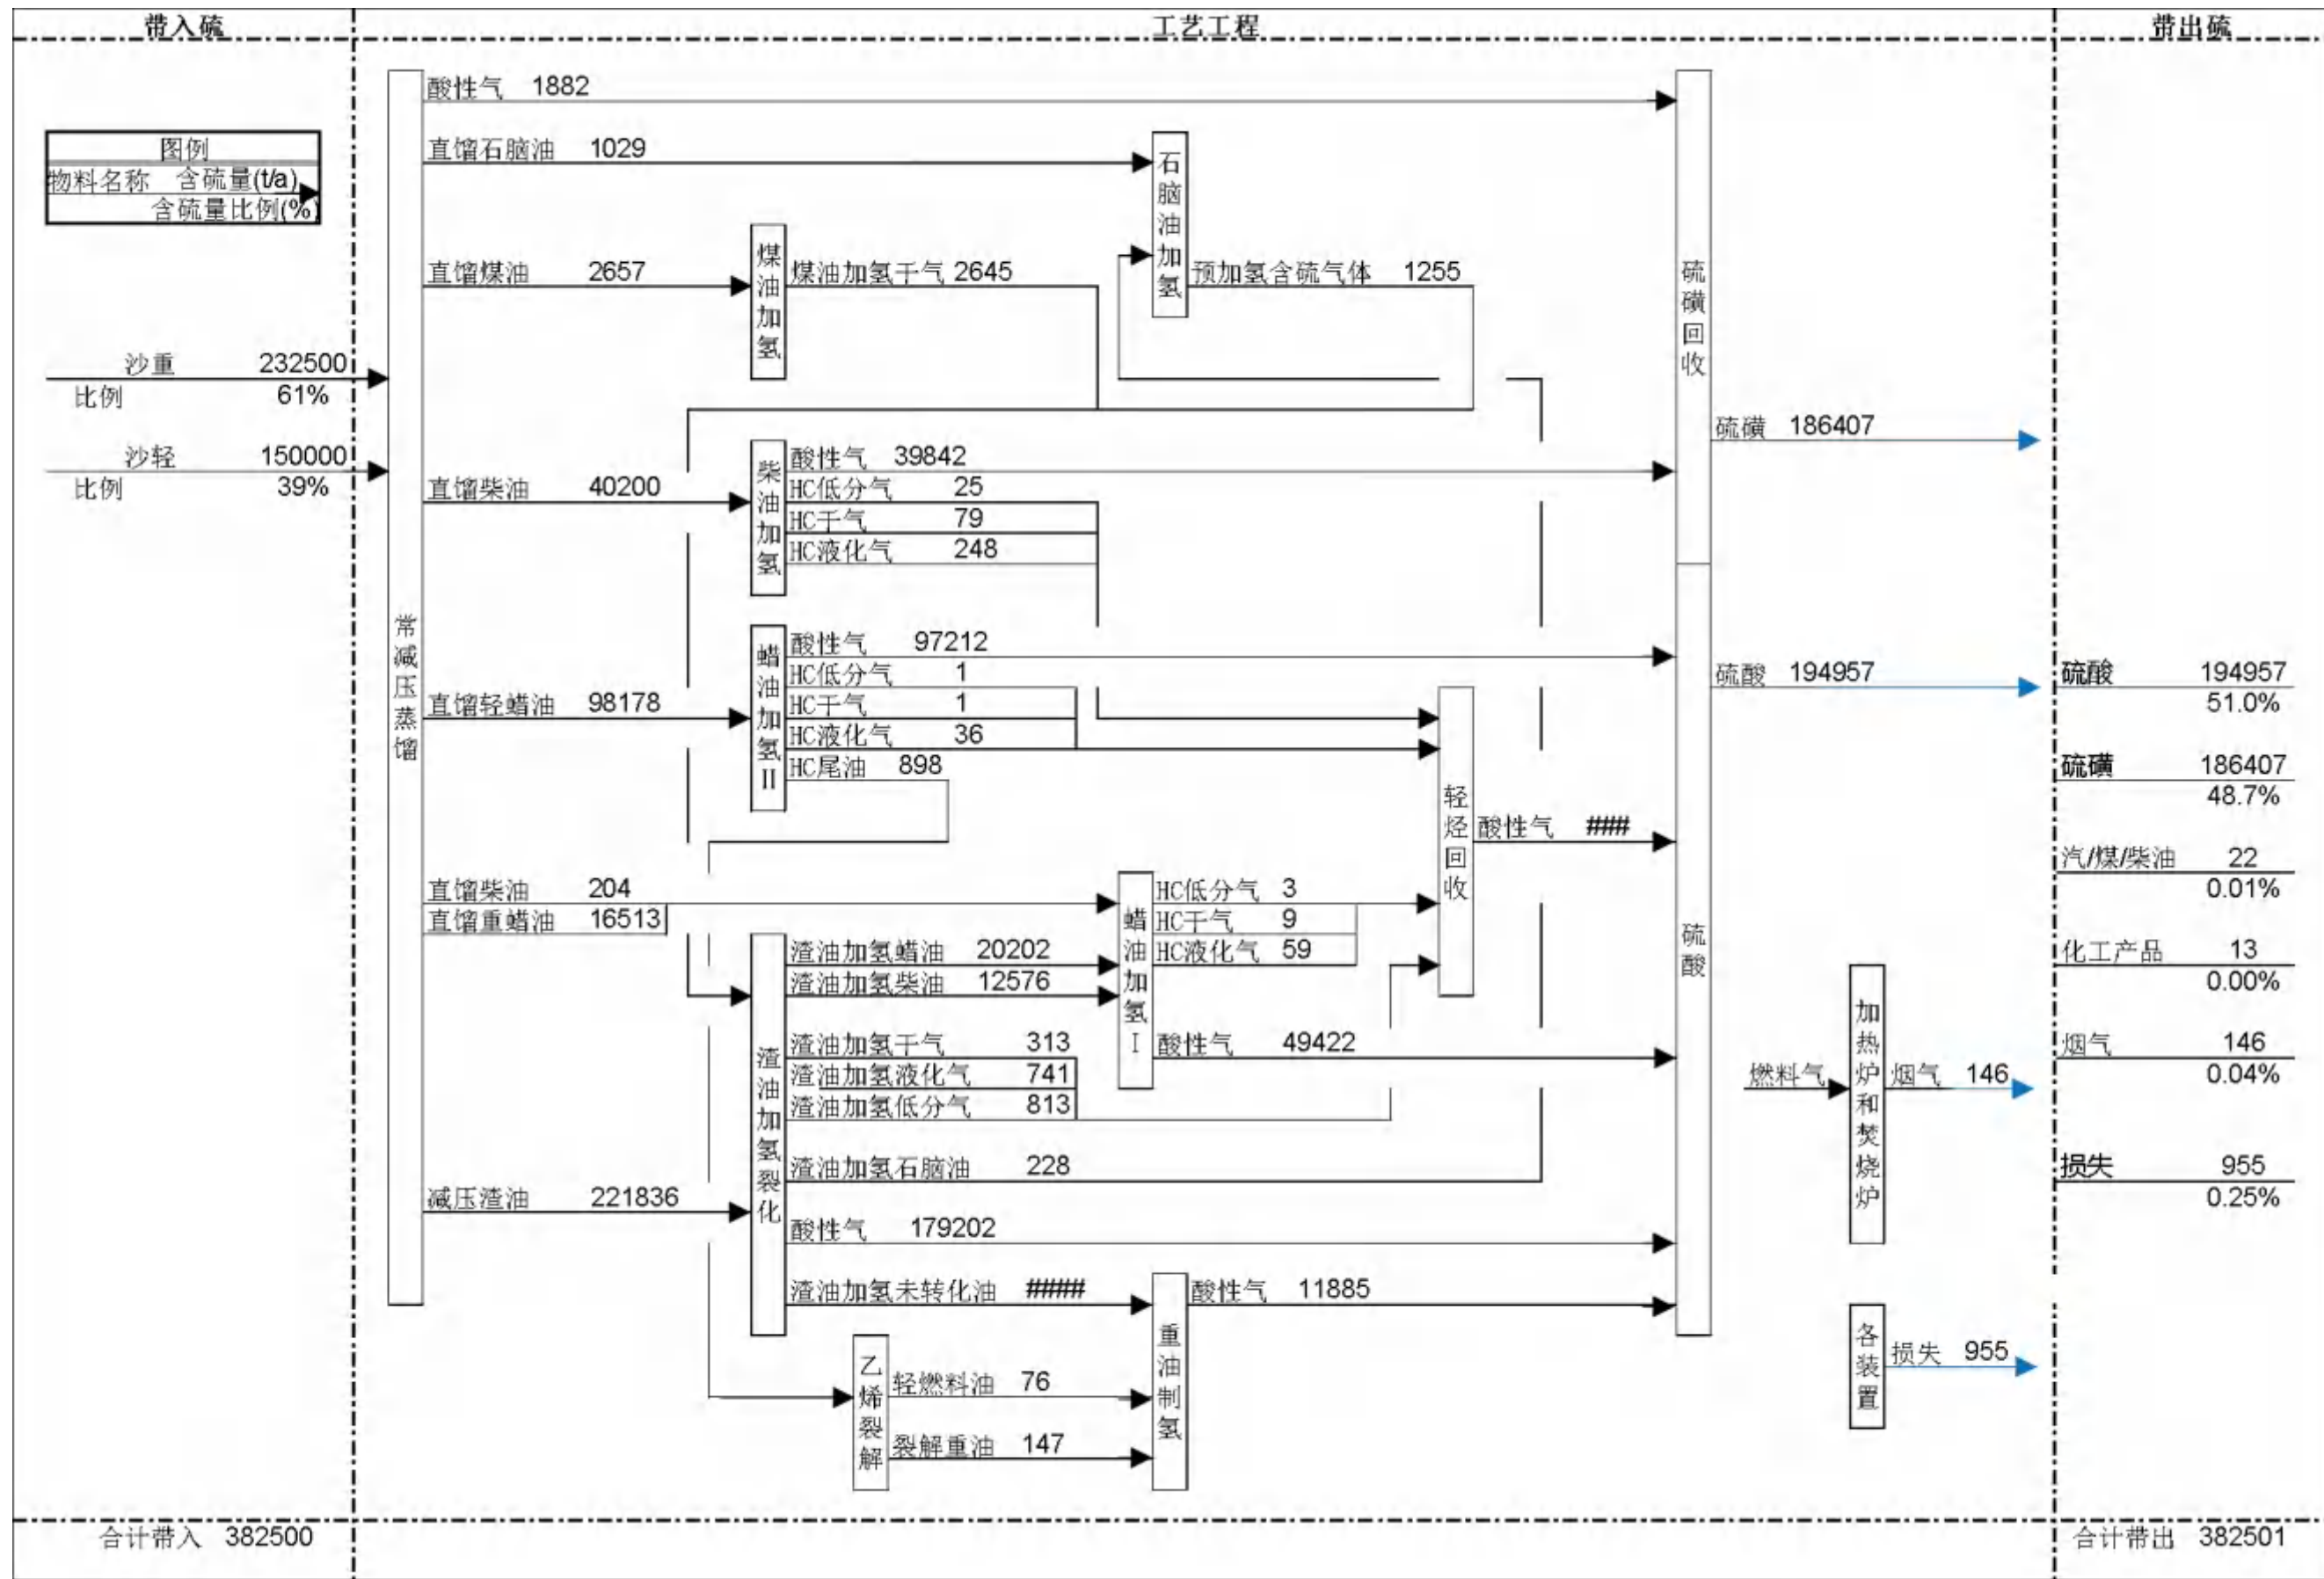 带入硫
工艺工程
带出硫
图例
物料名称 含硫量(t/a)
含硫量比例(%)
沙重 232500
比例 61%
沙轻 150000
比例 39%
常减压蒸馏
酸性气 1882
直馏石脑油 1029
直馏煤油 2657
直馏柴油 40200
直馏轻蜡油 98178
直馏柴油 204
直馏重蜡油 16513
减压渣油 221836
煤油加氢
煤油加氢干气 2645
石脑油加氢
预加氢含硫气体 1255
柴油加氢
酸性气 39842
HC低分气 25
HC干气 79
HC液化气 248
蜡油加氢II
酸性气 97212
HC低分气 1
HC干气 1
HC液化气 36
HC尾油 898
渣油加氢裂化
渣油加氢蜡油 20202
渣油加氢柴油 12576
渣油加氢干气 313
渣油加氢液化气 741
渣油加氢低分气 813
渣油加氢石脑油 228
酸性气 179202
渣油加氢未转化油 ####
蜡油加氢I
HC低分气 3
HC干气 9
HC液化气 59
酸性气 49422
轻烃回收
酸性气 ###
乙烯裂解
轻燃料油 76
裂解重油 147
重油制氢
酸性气 11885
硫磺回收
硫酸
硫磺 186407
硫酸 194957
燃料气
加热炉和焚烧炉
烟气 146
各装置
损失 955
硫酸 194957
51.0%
硫磺 186407
48.7%
汽/煤/柴油 22
0.01%
化工产品 13
0.00%
烟气 146
0.04%
损失 955
0.25%
合计带入 382500
合计带出 382501